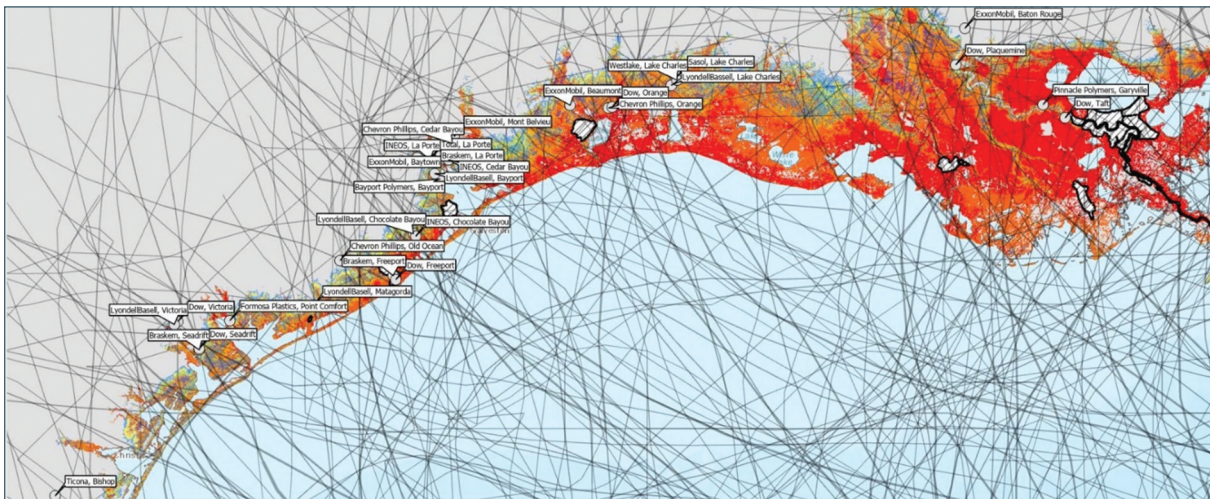 ExxonMobil, Baton Rouge
Dow, Plaquemine
Westlake, Lake Charles
Sasol, Lake Charles
LyondellBassell, Lake Charles
ExxonMobil, Beaumont
Dow, Orange
Chevron Phillips, Orange
Pinnacle Polymers, Garyville
Dow, Taft
ExxonMobil, Mont Belvieu
Chevron Phillips, Cedar Bayou
INEOS, La Porte
Total, La Porte
Braskem, La Porte
ExxonMobil, Baytown
INEOS, Cedar Bayou
LyondellBasell, Bayport
Bayport Polymers, Bayport
LyondellBasell, Chocolate Bayou
INEOS, Chocolate Bayou
Chevron Phillips, Old Ocean
Braskem, Freeport
Dow, Freeport
LyondellBasell, Matagorda
LyondellBasell, Victoria
Dow, Victoria
Formosa Plastics, Point Comfort
Braskem, Seadrift
Dow, Seadrift
Ticona, Bishop